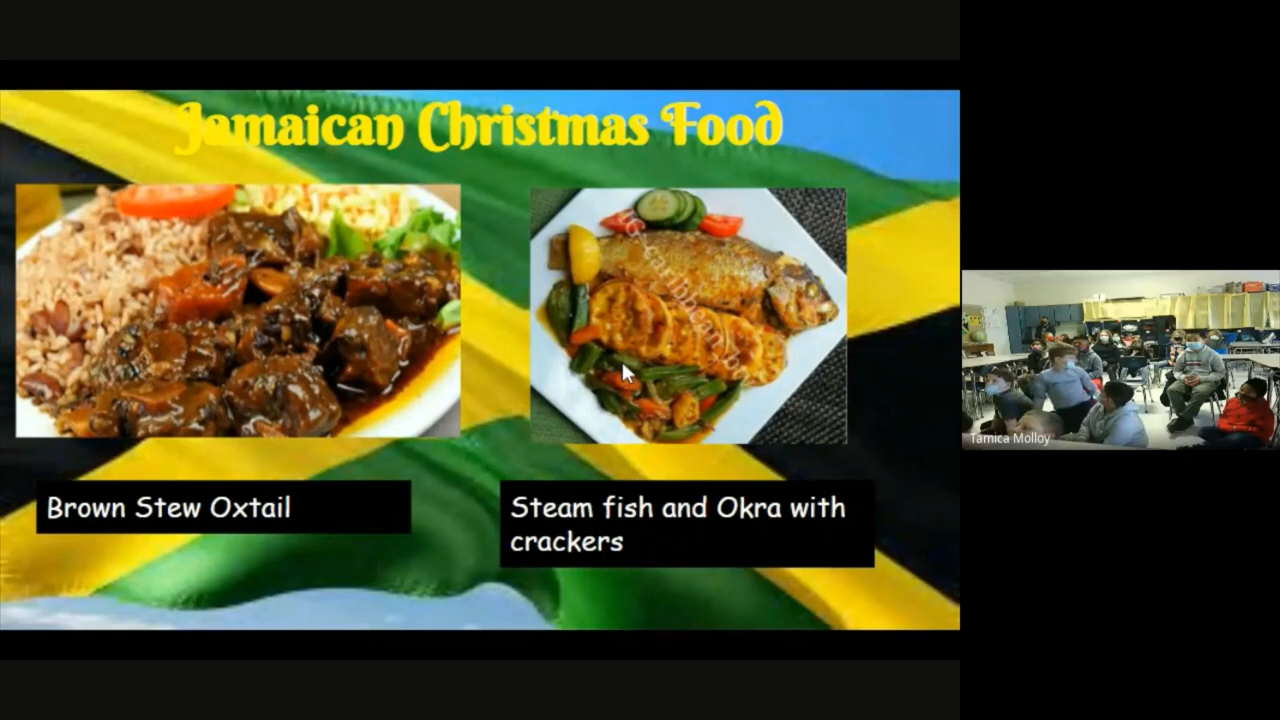 Jamaican Christmas Food
Brown Stew Oxtail
Steam fish and Okra with
crackers
Tamica Molloy